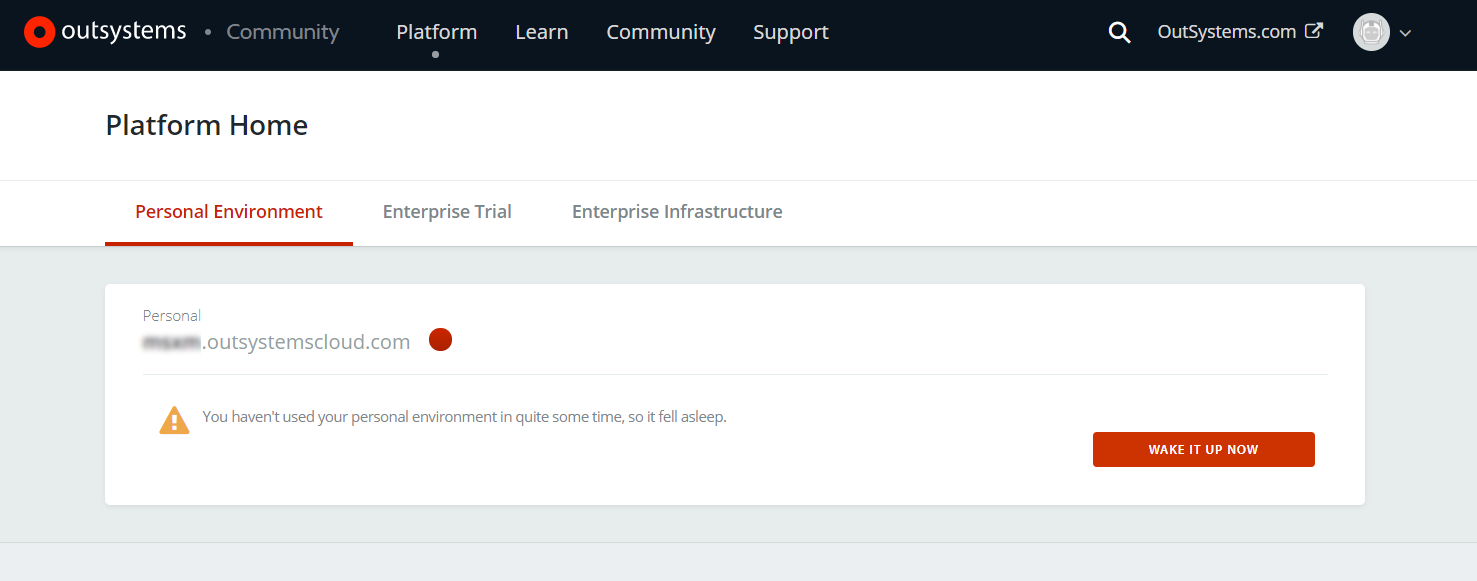 outsystems • Community Platform Learn Community Support OutSystems.com
Platform Home
Personal Environment Enterprise Trial Enterprise Infrastructure
Personal
.outsystemscloud.com
You haven't used your personal environment in quite some time, so it fell asleep.
WAKE IT UP NOW